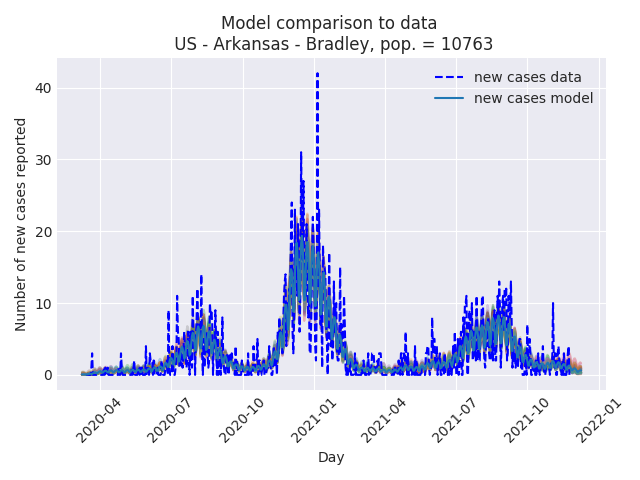 Model comparison to data
US - Arkansas - Bradley, pop. = 10763
new cases data
new cases model
Number of new cases reported
40
30
20
10
0
2020-04
2020-07
2020-10
2021-01
2021-04
2021-07
2021-10
2022-01
Day